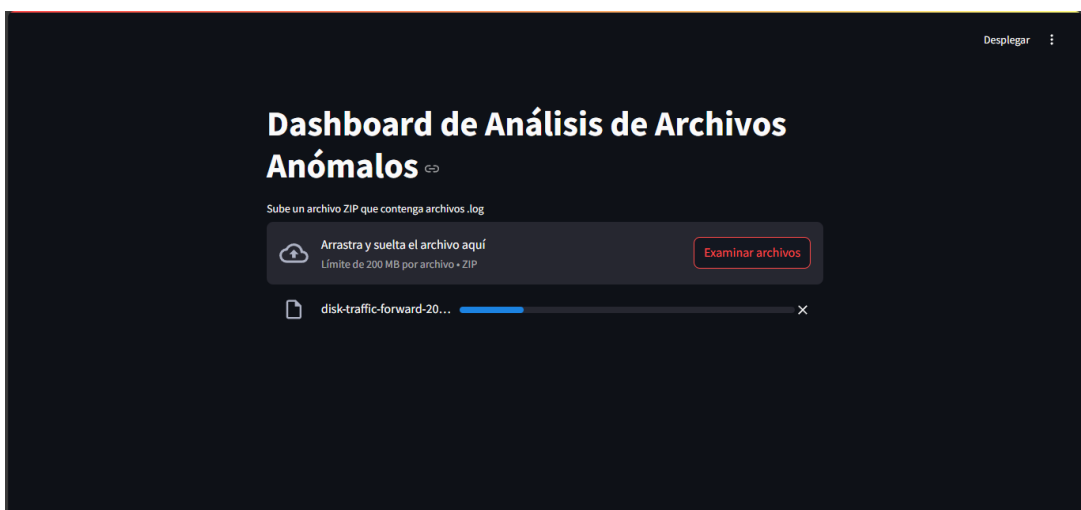 Desplegar
Dashboard de Análisis de Archivos
Anómalos
Sube un archivo ZIP que contenga archivos .log
Arrastra y suelta el archivo aquí
Límite de 200 MB por archivo • ZIP
Examinar archivos
disk-traffic-forward-20...